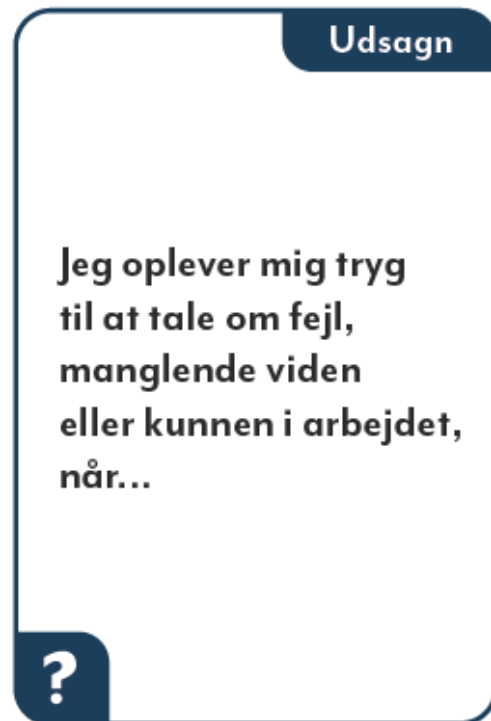 Udsagn
Jeg oplever mig tryg
til at tale om fejl,
manglende viden
eller kunnen i arbejdet,
når...
?